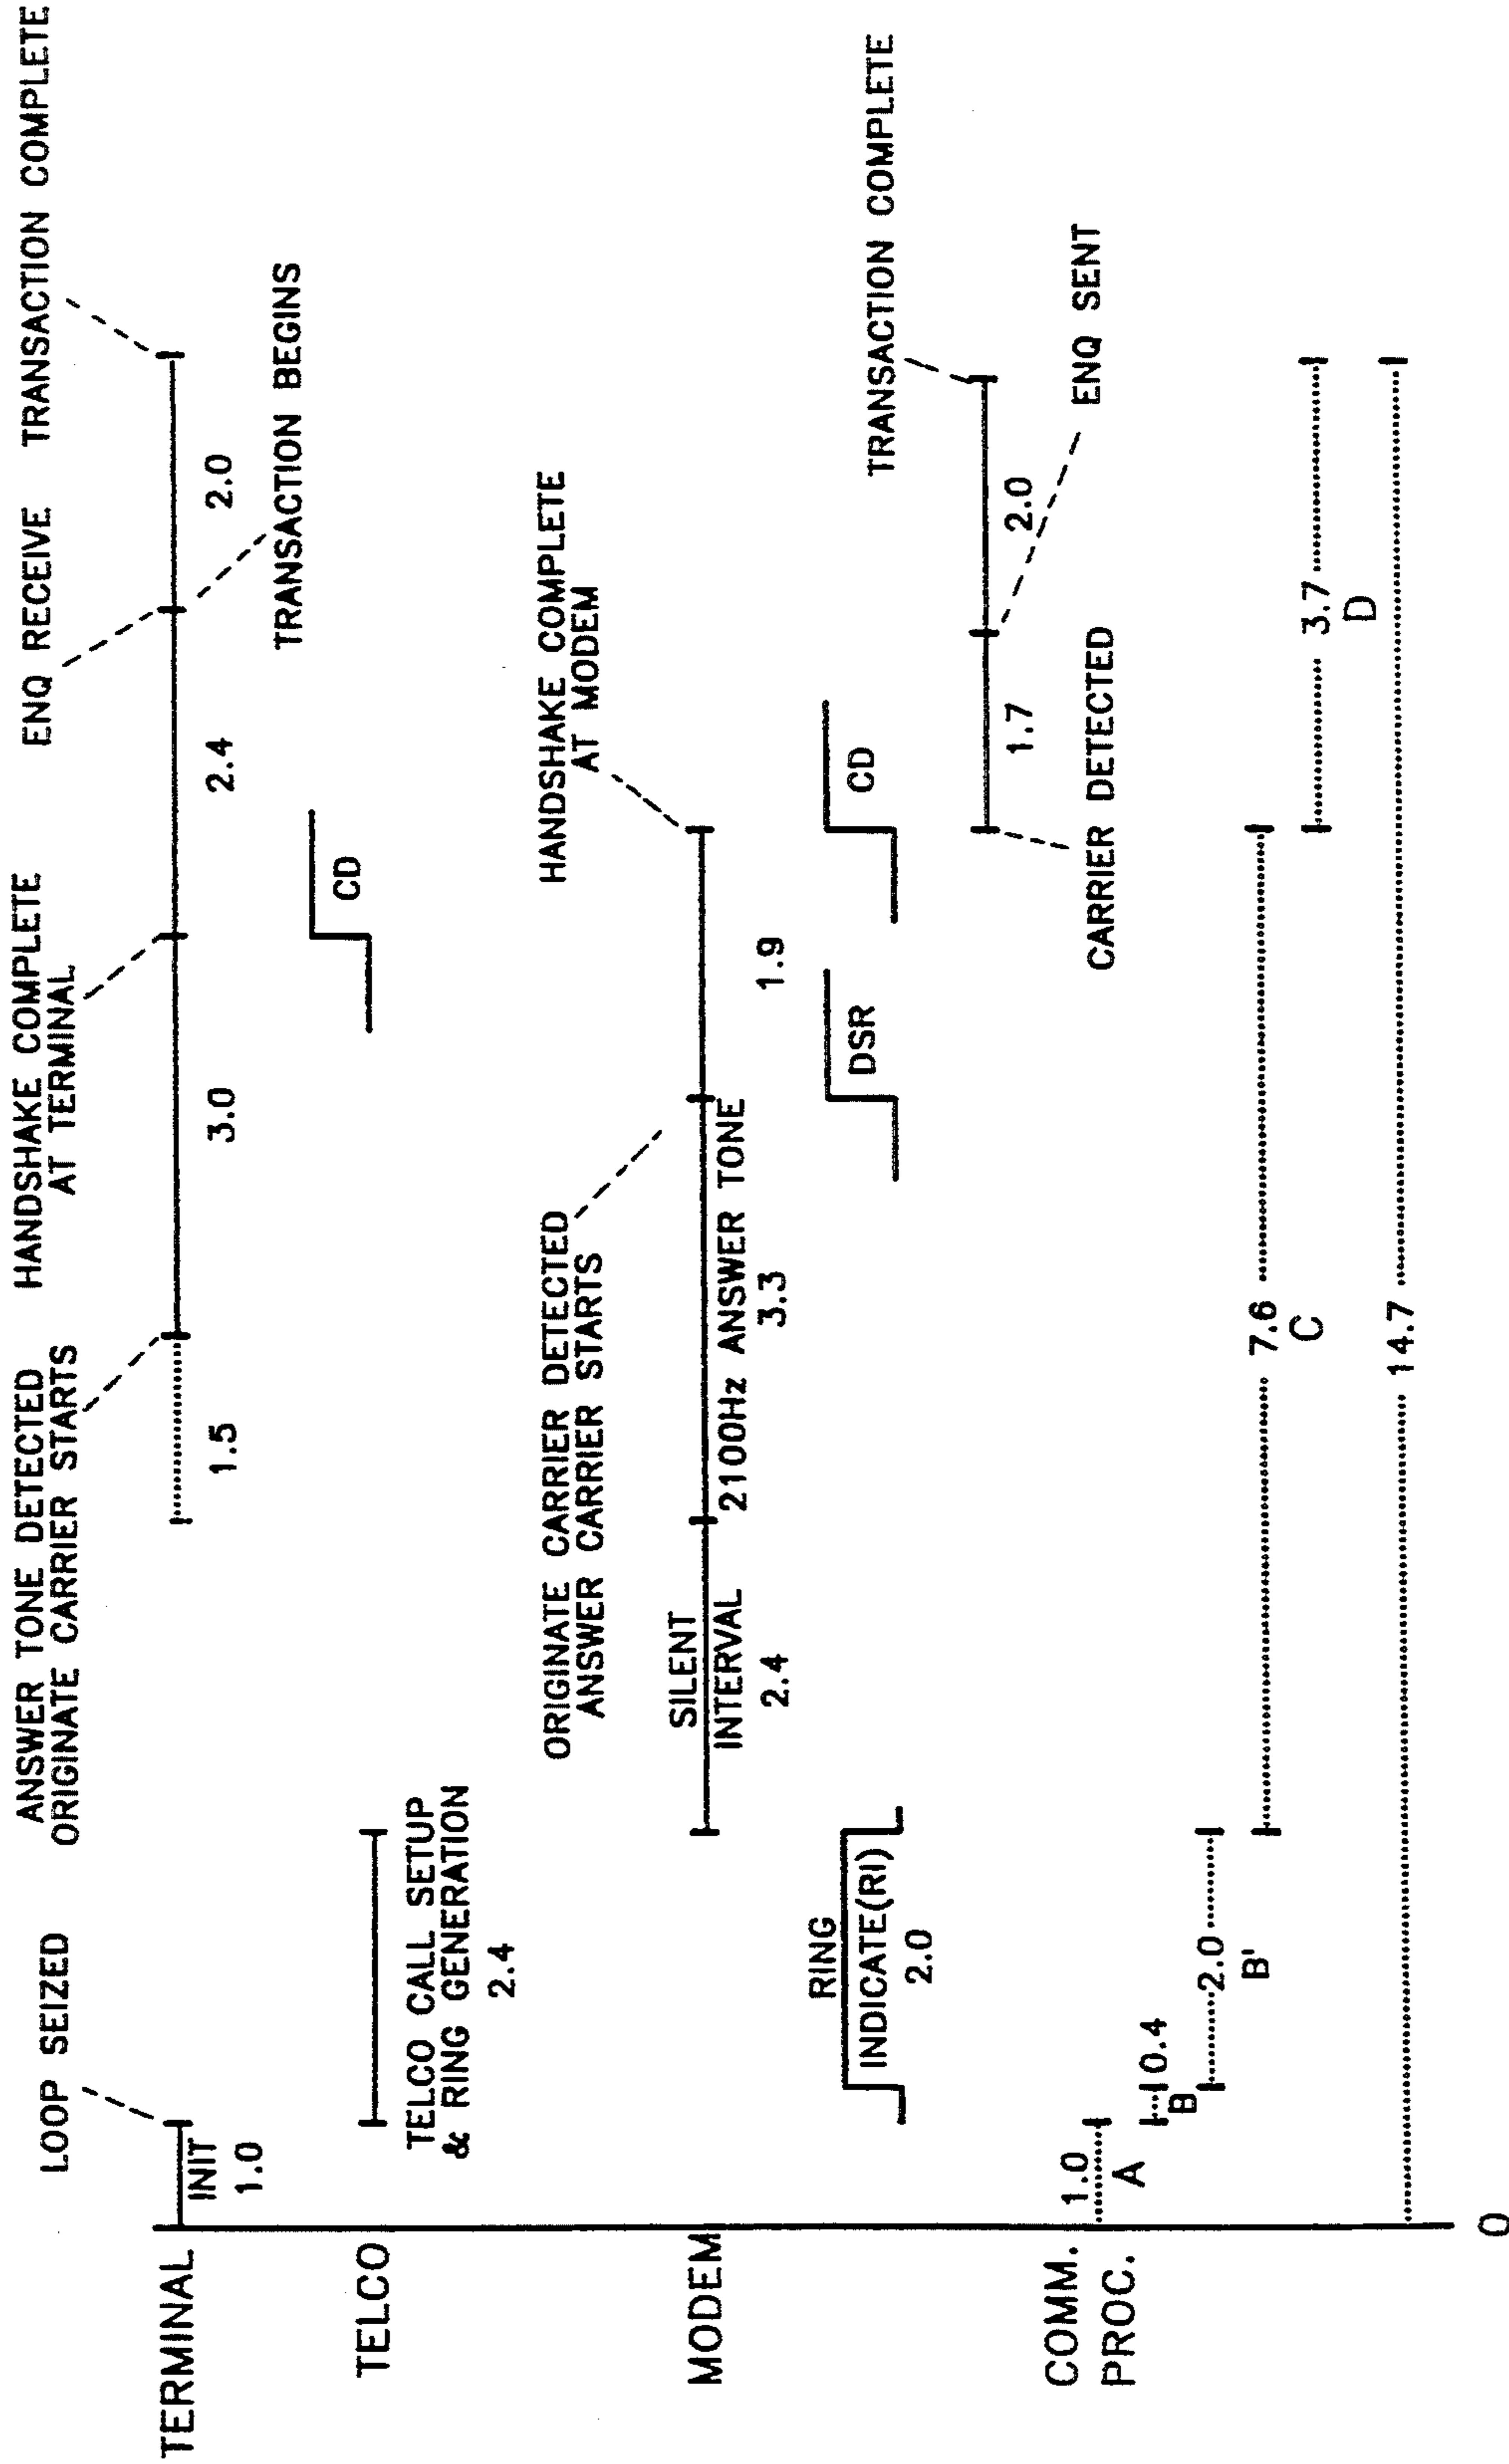 TERMINAL
LOOP SEIZED
INIT
1.0
ANSWER TONE DETECTED
ORIGINATE CARRIER STARTS
1.5
HANDSHAKE COMPLETE
AT TERMINAL
3.0
CD
ENQ RECEIVE
2.4
TRANSACTION BEGINS
TRANSACTION COMPLETE
2.0
TELCO
TELCO CALL SETUP
& RING GENERATION
2.4
MODEM
SILENT
INTERVAL
2.4
ORIGINATE CARRIER DETECTED
ANSWER CARRIER STARTS
2100Hz ANSWER TONE
3.3
HANDSHAKE COMPLETE
AT MODEM
1.9
RING
INDICATE(RI)
2.0
DSR
CD
COMM.
PROC.
TRANSACTION COMPLETE
1.7
2.0
CARRIER DETECTED
ENQ SENT
1.0
A
0.4
B
2.0
B'
7.6
C
3.7
D
14.7
0